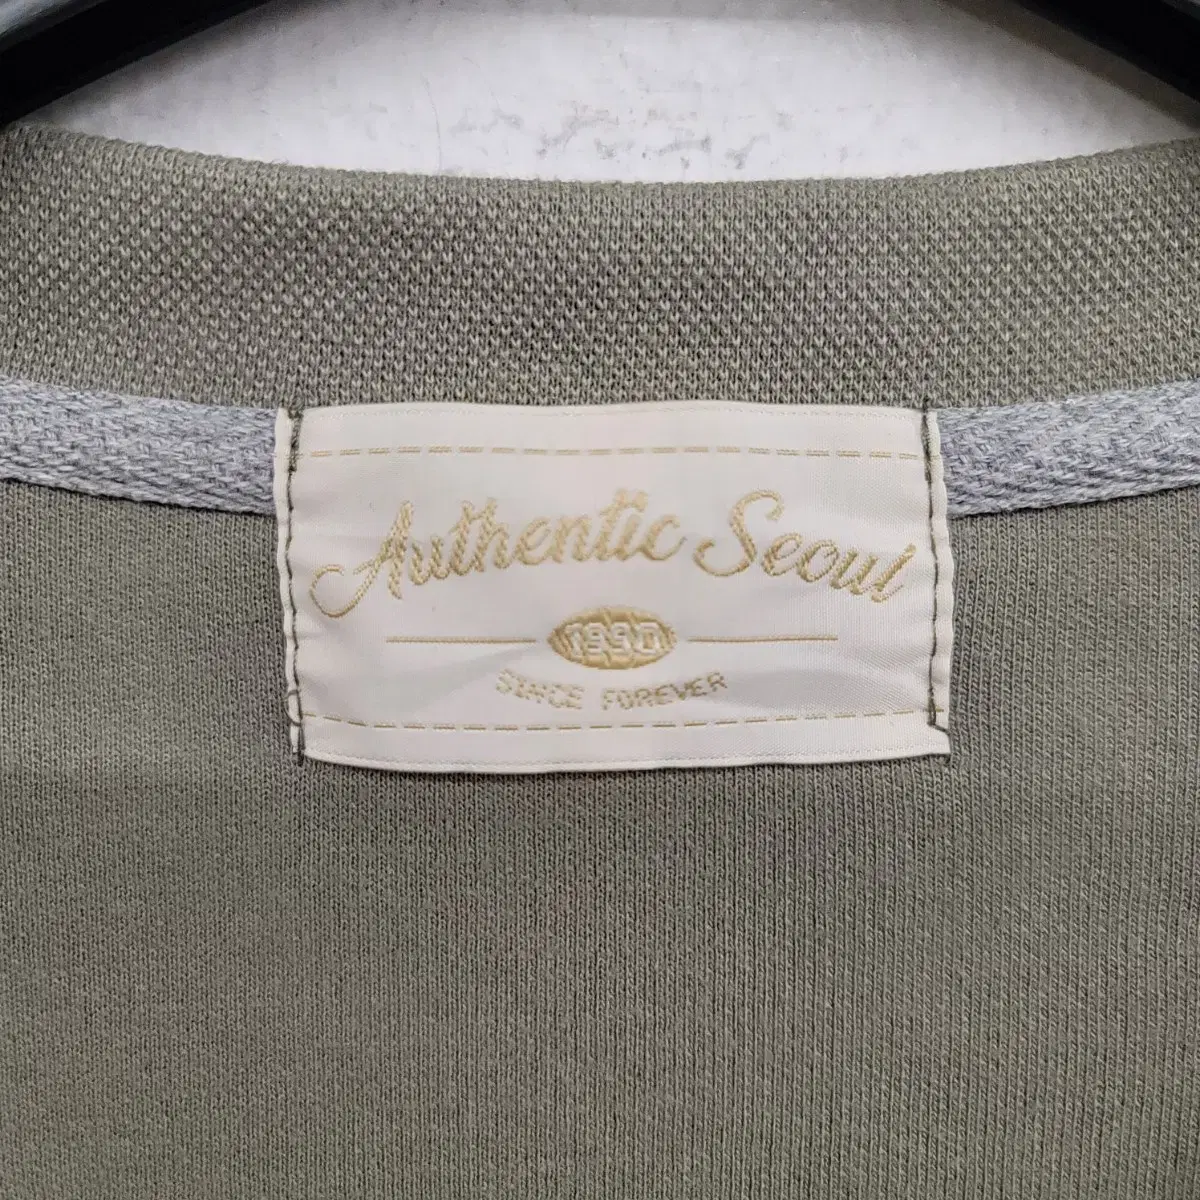 Authentic Seoul
1990
SINCE FOREVER